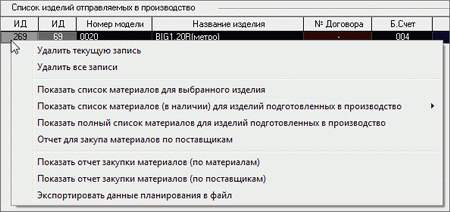 Список изделий отправляемых в производство
ИД ИД Номер модели Название изделия № Договора Б.Счет
269 69 0020 BIG1.20R(метро) - 004
Удалить текущую запись
Удалить все записи
Показать список материалов для выбранного изделия
Показать список материалов (в наличии) для изделий подготовленных в производство
Показать полный список материалов для изделий подготовленных в производство
Отчет для закупа материалов по поставщикам
Показать отчет закупки материалов (по материалам)
Показать отчет закупки материалов (по поставщикам)
Экспортировать данные планирования в файл